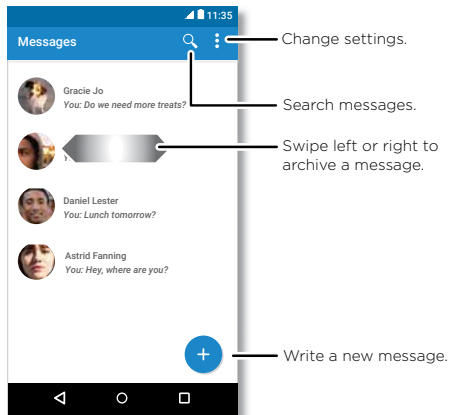 11:35
Messages
Change settings.
Gracie Jo
You: Do we need more treats?
Search messages.
Swipe left or right to
archive a message.
Daniel Lester
You: Lunch tomorrow?
Astrid Fanning
You: Hey, where are you?
+
Write a new message.